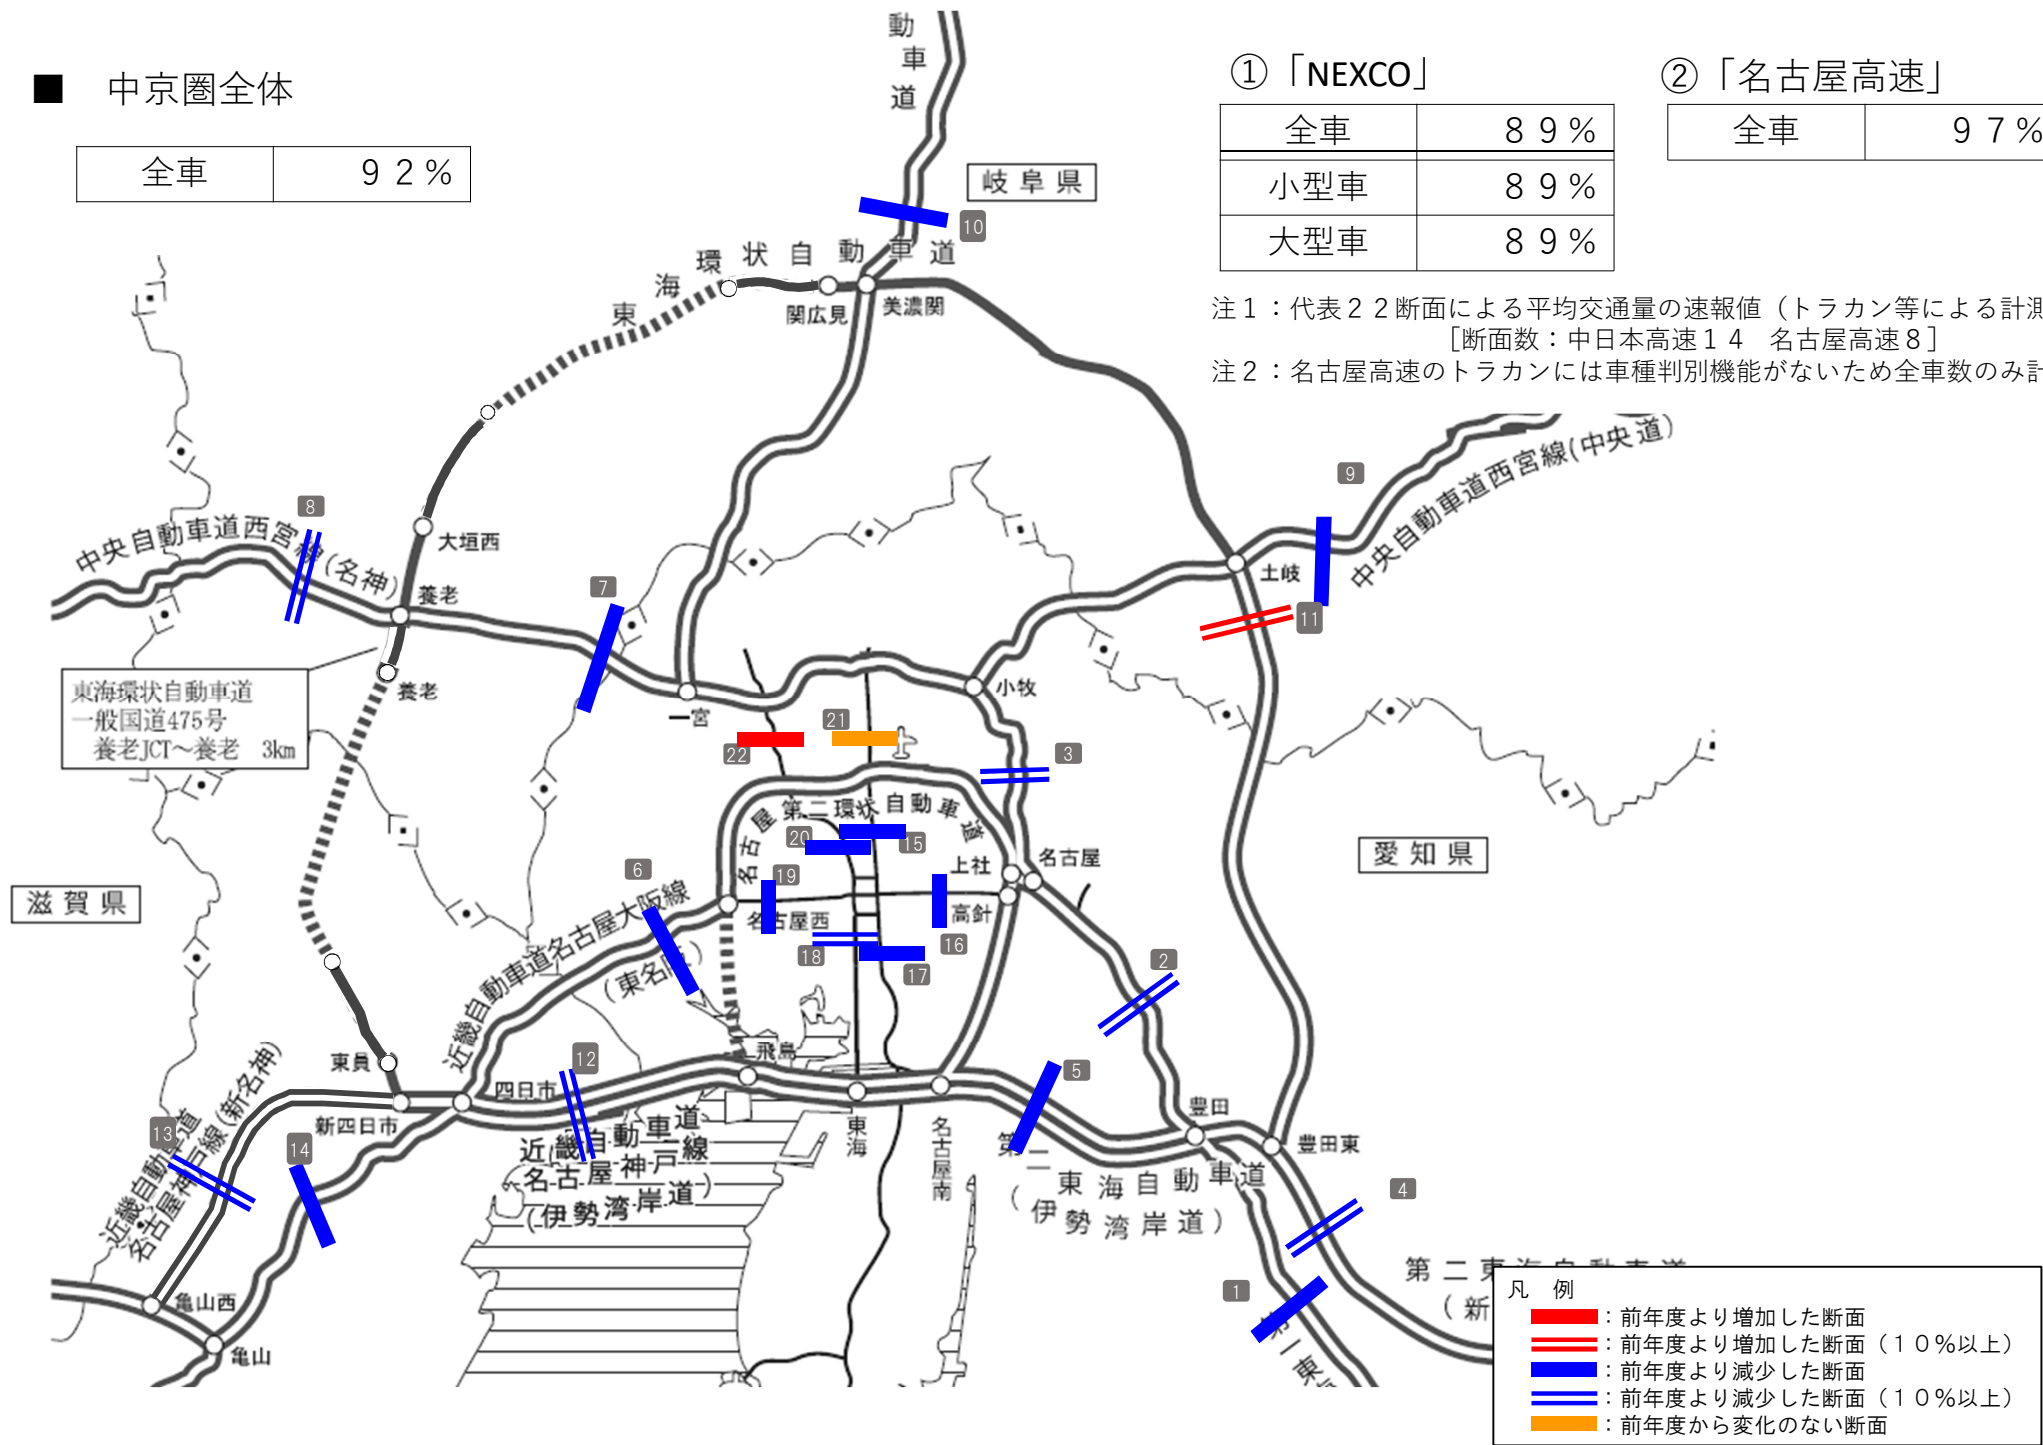 ■ 中京圏全体
全車 ９２%
①「NEXCO」
全車 ８９%
小型車 ８９%
大型車 ８９%
②「名古屋高速」
全車 ９７%
注１：代表２２断面による平均交通量の速報値（トラカン等による計測
［断面数：中日本高速１４ 名古屋高速８］
注２：名古屋高速のトラカンには車種判別機能がないため全車数のみ計
動車道
岐阜県
10
東海環状自動車道
関広見
美濃関
9
中央自動車道西宮線(中央道)
8
中央自動車道西宮線(名神)
大垣西
養老
7
土岐
11
養老
東海環状自動車道
一般国道475号
養老JCT～養老 3km
一宮
小牧
21
22
3
名古屋第二環状自動車道
20
15
上社
名古屋
愛知県
6
19
滋賀県
名古屋西
高針
16
18
17
2
近畿自動車道名古屋大阪線
(東名阪)
飛島
東員
12
5
四日市
新四日市
豊田
豊田東
東海
名古屋南
13
14
近畿自動車道
名古屋神戸線(新名神)
近畿自動車道
名古屋神戸線
(伊勢湾岸道)
第二東海自動車道
(伊勢湾岸道)
4
1
亀山西
亀山
第二東海自動車道
(新
第一東
凡 例
：前年度より増加した断面
：前年度より増加した断面（１０％以上）
：前年度より減少した断面
：前年度より減少した断面（１０％以上）
：前年度から変化のない断面